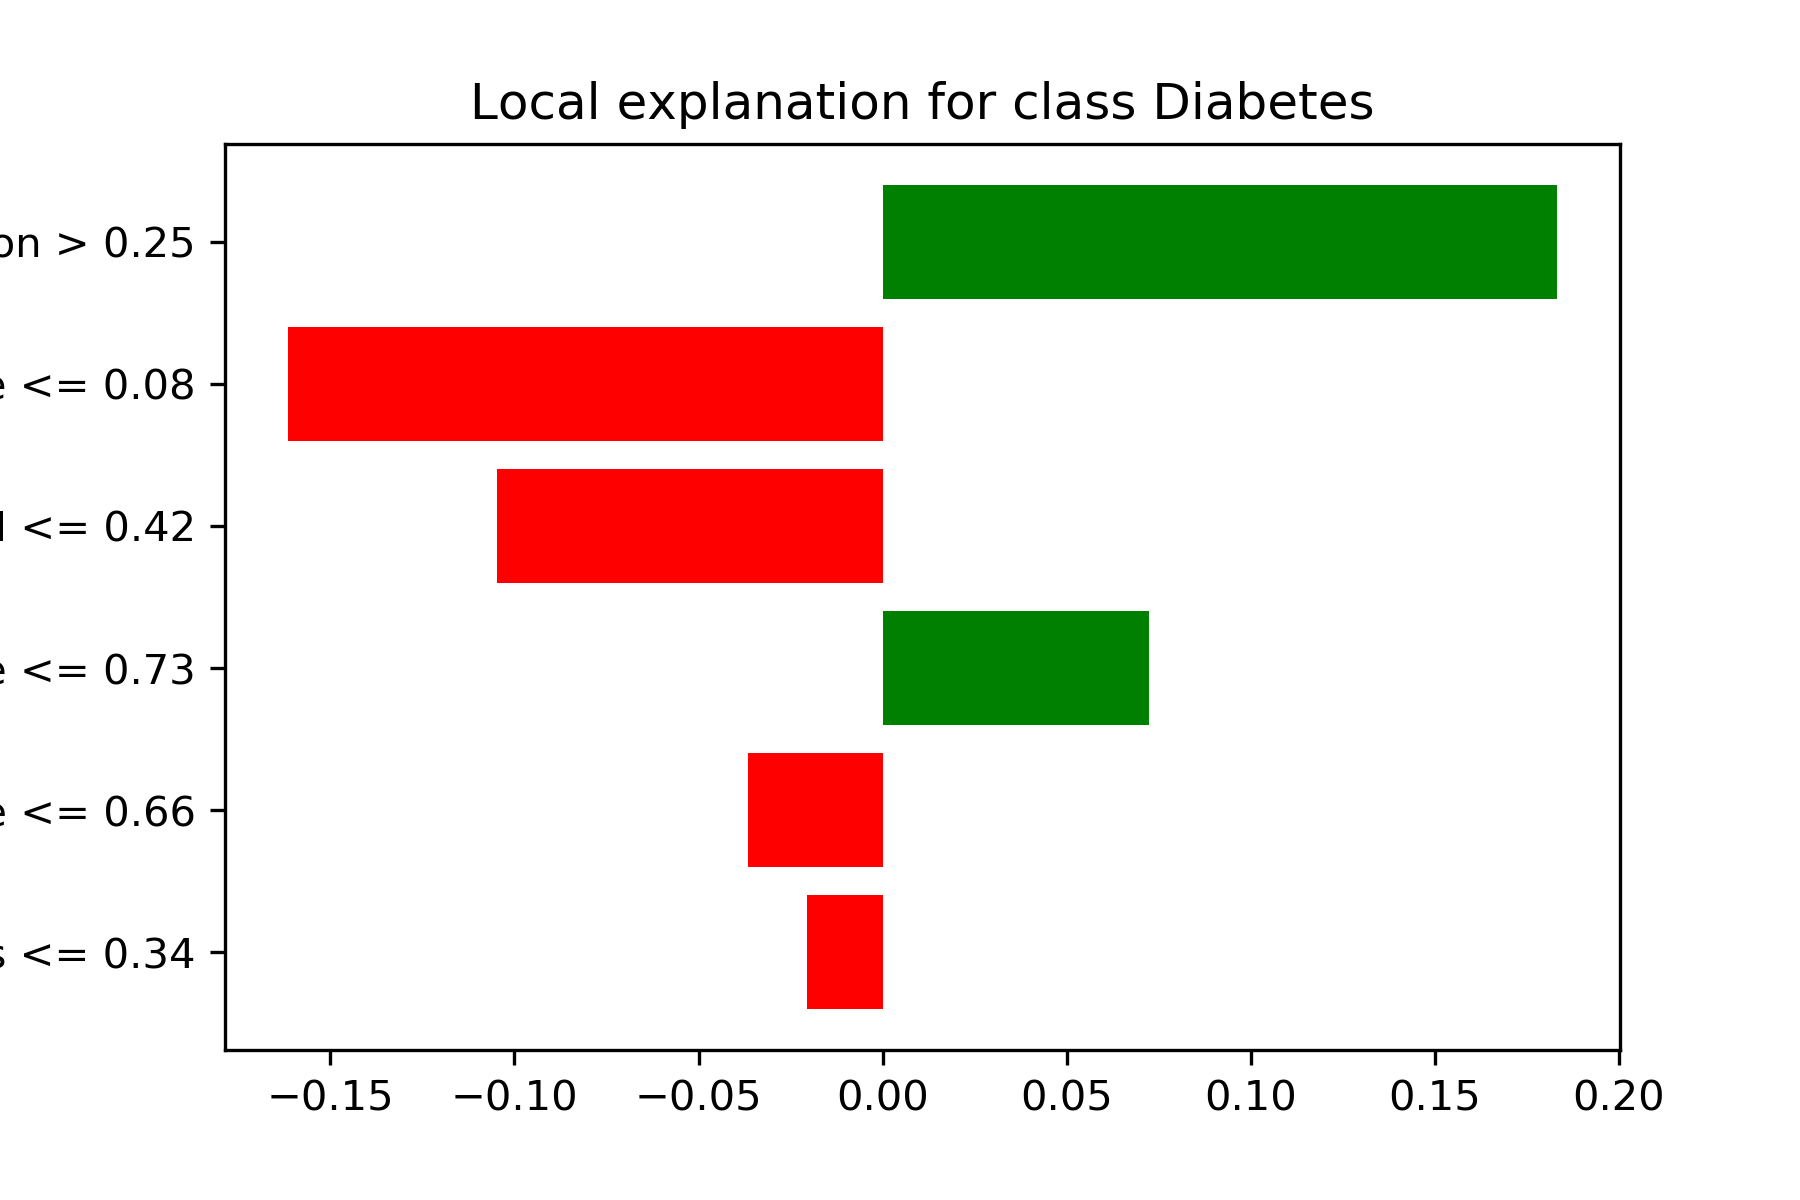 Local explanation for class Diabetes
on > 0.25
e <= 0.08
<= 0.42
e <= 0.73
e <= 0.66
s <= 0.34
−0.15 −0.10 −0.05 0.00 0.05 0.10 0.15 0.20